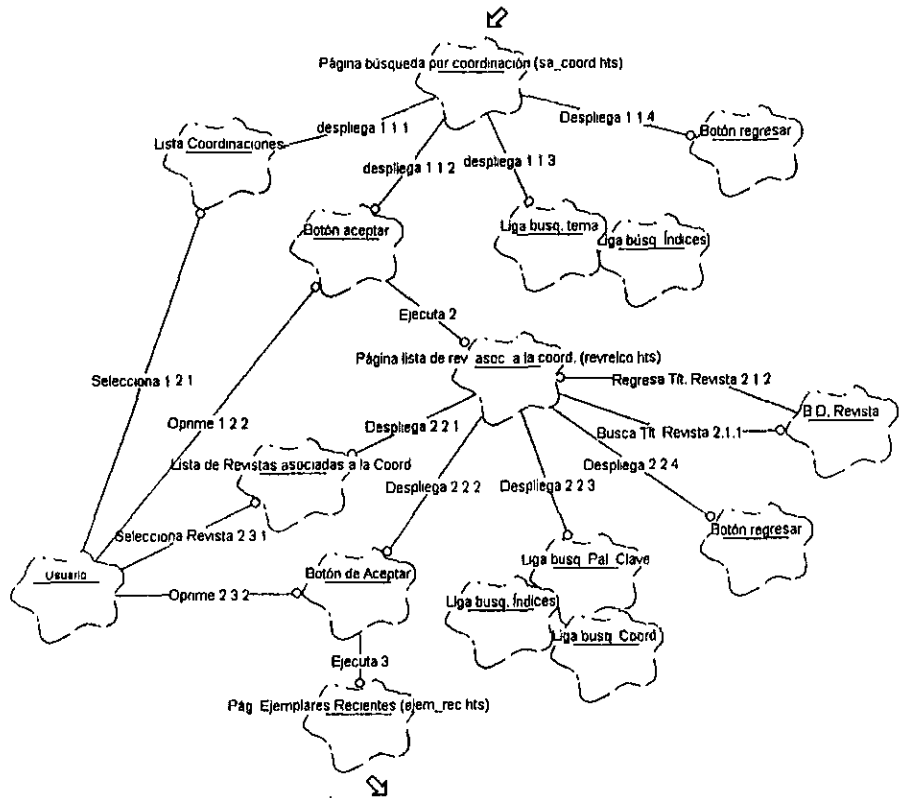 Página búsqueda por coordinación (sa_coord hts)
despliega 1 1 1
Despliega 1 1 4
Lista Coordinaciones
Botón regresar
despliega 1 1 2
despliega 1 1 3
Botón aceptar
Liga busq. tema
Liga búsq Índices
Ejecuta 2
Página lista de rev asoc a la coord. (revrelco hts)
Selecciona 1 2 1
Regresa Tít. Revista 2 1 2
B D. Revista
Oprime 1 2 2
Despliega 2 2 1
Busca Tít Revista 2.1.1
Lista de Revistas asociadas a la Coord
Despliega 2 2 4
Despliega 2 2 2
Despliega 2 2 3
Selecciona Revista 2 3 1
Botón regresar
Usuario
Botón de Aceptar
Liga busq Pal Clave
Oprime 2 3 2
Liga busq. Índices
Liga busq Coord
Ejecuta 3
Pág Ejemplares Recientes (ejem_rec hts)